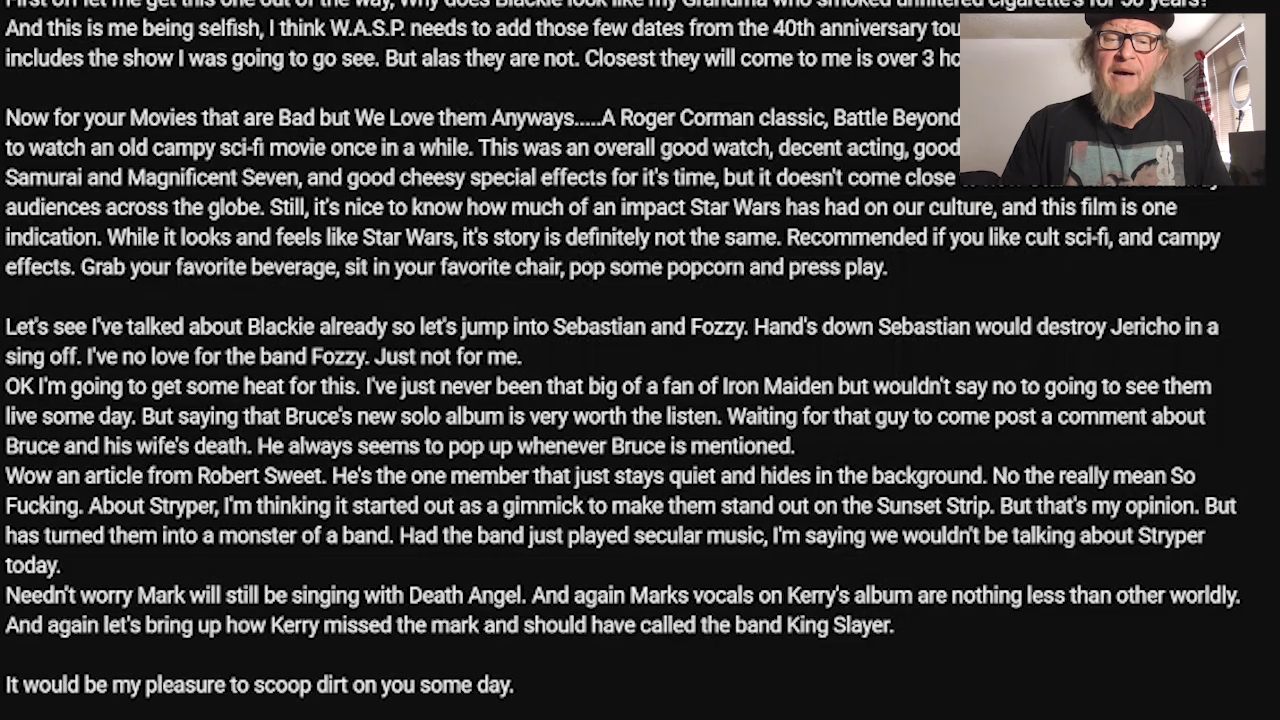 First off let me get this one out of the way, Why does Blackie look like my Grandma who smoked unfiltered cigarette's for 50 years?
And this is me being selfish, I think W.A.S.P. needs to add those few dates from the 40th anniversary tou
includes the show I was going to go see. But alas they are not. Closest they will come to me is over 3 ho
Now for your Movies that are Bad but We Love them Anyways.....A Roger Corman classic, Battle Beyond
to watch an old campy sci-fi movie once in a while. This was an overall good watch, decent acting, good
Samurai and Magnificent Seven, and good cheesy special effects for it's time, but it doesn't come close
audiences across the globe. Still, it's nice to know how much of an impact Star Wars has had on our culture, and this film is one
indication. While it looks and feels like Star Wars, it's story is definitely not the same. Recommended if you like cult sci-fi, and campy
effects. Grab your favorite beverage, sit in your favorite chair, pop some popcorn and press play.
Let's see I've talked about Blackie already so let's jump into Sebastian and Fozzy. Hand's down Sebastian would destroy Jericho in a
sing off. I've no love for the band Fozzy. Just not for me.
OK I'm going to get some heat for this. I've just never been that big of a fan of Iron Maiden but wouldn't say no to going to see them
live some day. But saying that Bruce's new solo album is very worth the listen. Waiting for that guy to come post a comment about
Bruce and his wife's death. He always seems to pop up whenever Bruce is mentioned.
Wow an article from Robert Sweet. He's the one member that just stays quiet and hides in the background. No the really mean So
Fucking. About Stryper, I'm thinking it started out as a gimmick to make them stand out on the Sunset Strip. But that's my opinion. But
has turned them into a monster of a band. Had the band just played secular music, I'm saying we wouldn't be talking about Stryper
today.
Needn't worry Mark will still be singing with Death Angel. And again Marks vocals on Kerry's album are nothing less than other worldly.
And again let's bring up how Kerry missed the mark and should have called the band King Slayer.
It would be my pleasure to scoop dirt on you some day.